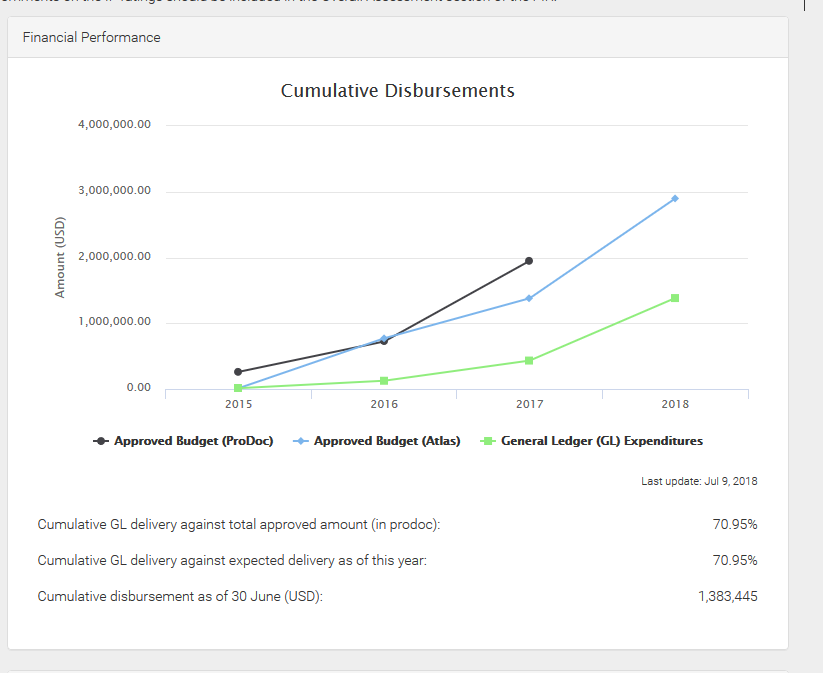 Financial Performance
Cumulative Disbursements
4,000,000.00
3,000,000.00
2,000,000.00
1,000,000.00
0.00
Amount (USD)
2015 2016 2017 2018
Approved Budget (ProDoc) Approved Budget (Atlas) General Ledger (GL) Expenditures
Last update: Jul 9, 2018
Cumulative GL delivery against total approved amount (in prodoc): 70.95%
Cumulative GL delivery against expected delivery as of this year: 70.95%
Cumulative disbursement as of 30 June (USD): 1,383,445